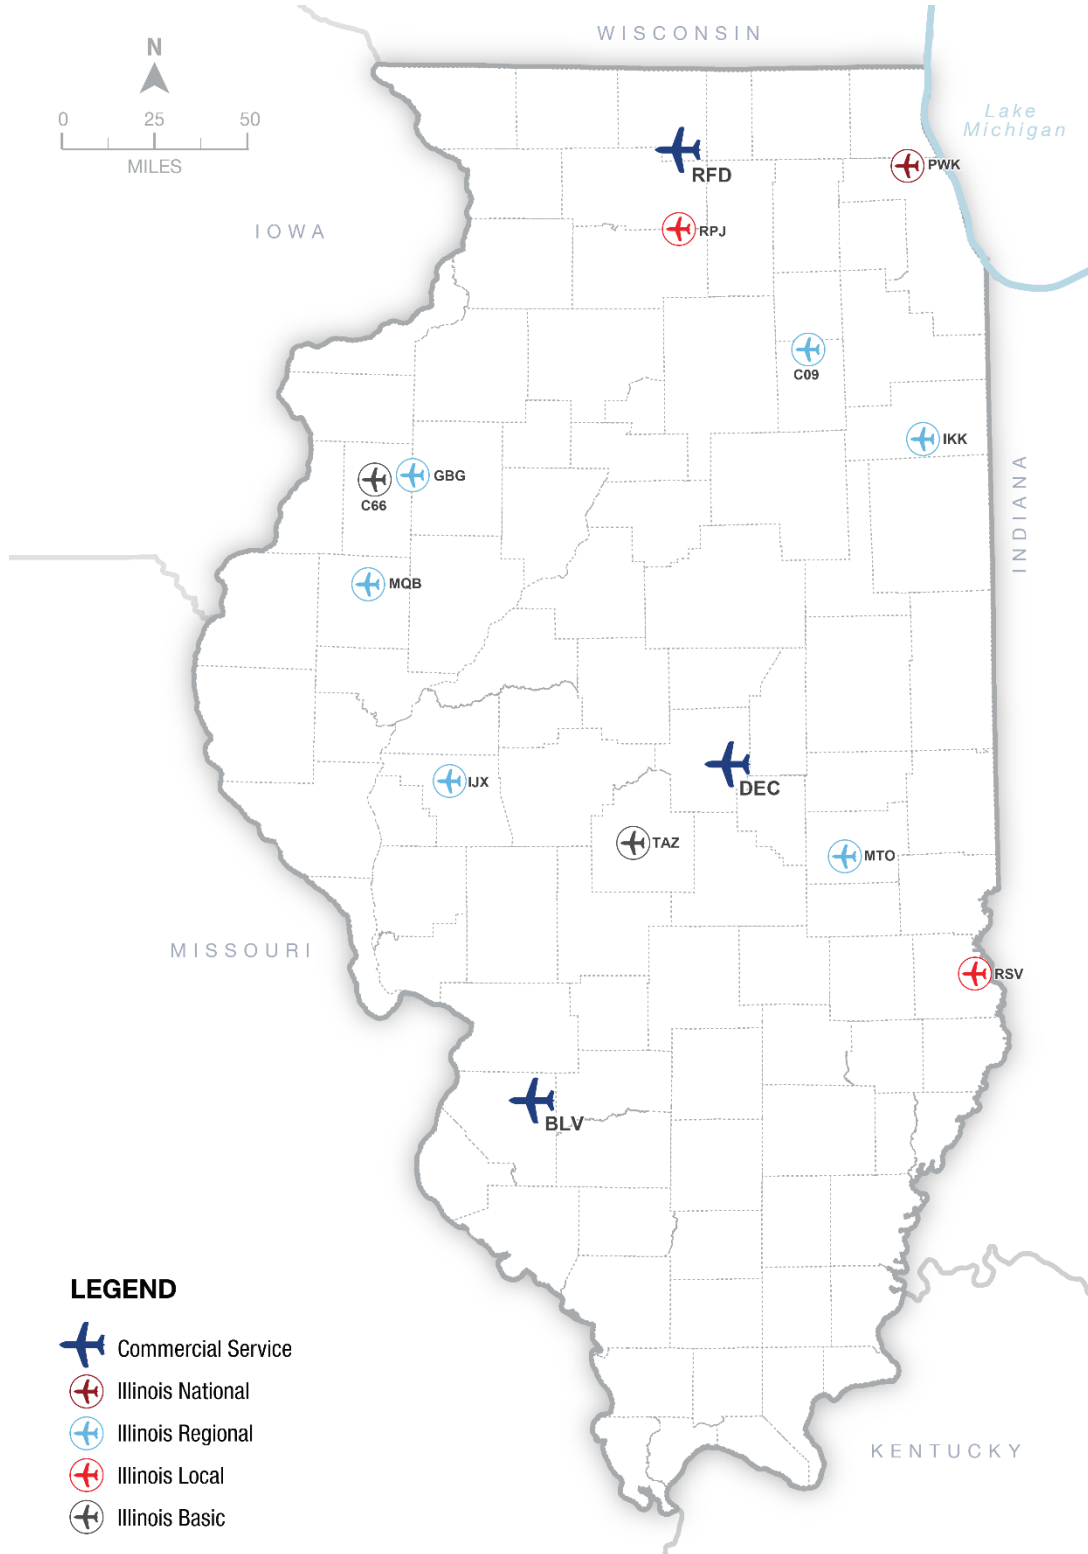 WISCONSIN
N
0 25 50
MILES
Lake
Michigan
RFD
PWK
IOWA
RPJ
C09
IKK
GBG
C66
INDIANA
MQB
IJX
DEC
TAZ
MTO
MISSOURI
RSV
BLV
LEGEND
Commercial Service
Illinois National
Illinois Regional
Illinois Local
Illinois Basic
KENTUCKY